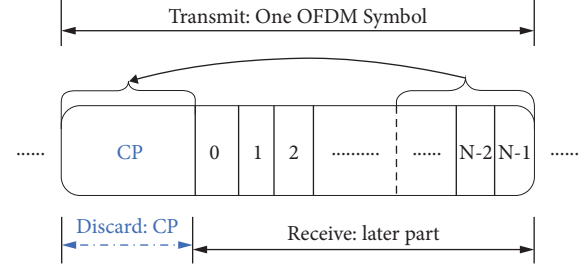 Transmit: One OFDM Symbol
...... CP 0 1 2 .......... ...... N-2 N-1 ......
Discard: CP
Receive: later part